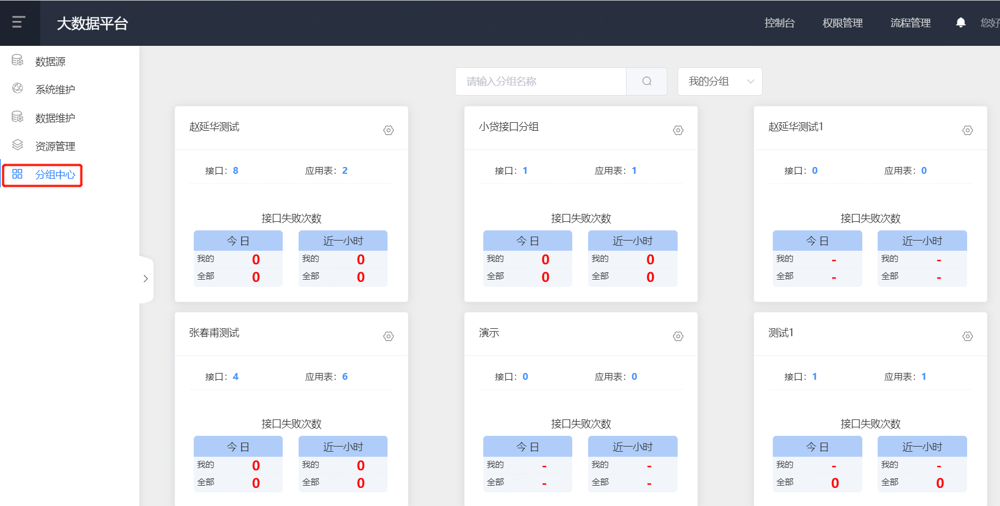 大数据平台
控制台 权限管理 流程管理 您好
数据源
系统维护
数据维护
资源管理
分组中心
请输入分组名称 我的分组
赵延华测试
接口：8 应用表：2
接口失败次数
今日 近一小时
我的 0 我的 0
全部 0 全部 0
小贷接口分组
接口：1 应用表：1
接口失败次数
今日 近一小时
我的 0 我的 0
全部 0 全部 0
赵延华测试1
接口：0 应用表：0
接口失败次数
今日 近一小时
我的 - 我的 -
全部 - 全部 -
张春甫测试
接口：4 应用表：6
接口失败次数
今日 近一小时
我的 0 我的 0
全部 0 全部 0
演示
接口：0 应用表：0
接口失败次数
今日 近一小时
我的 - 我的 -
全部 - 全部 -
测试1
接口：1 应用表：1
接口失败次数
今日 近一小时
我的 - 我的 -
全部 0 全部 0